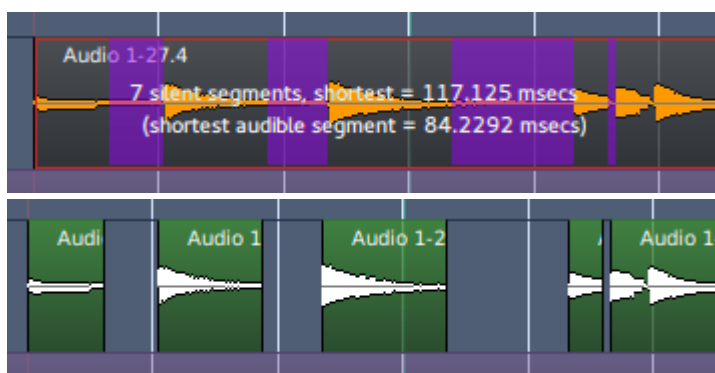 Audio 1-27.4
7 silent segments, shortest = 117.125 msecs
(shortest audible segment = 84.2292 msecs)
Audi
Audio 1
Audio 1-2
Audio 1